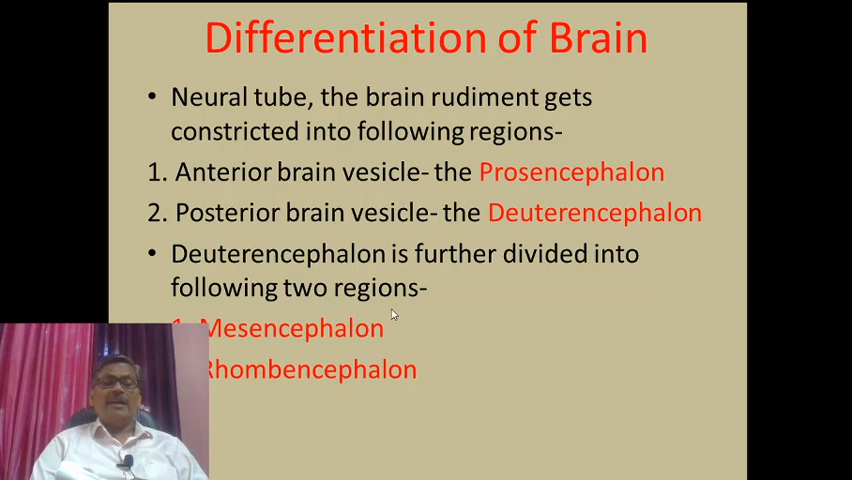 Differentiation of Brain
• Neural tube, the brain rudiment gets
constricted into following regions-
1. Anterior brain vesicle- the Prosencephalon
2. Posterior brain vesicle- the Deuterencephalon
• Deuterencephalon is further divided into
following two regions-
1. Mesencephalon
Rhombencephalon